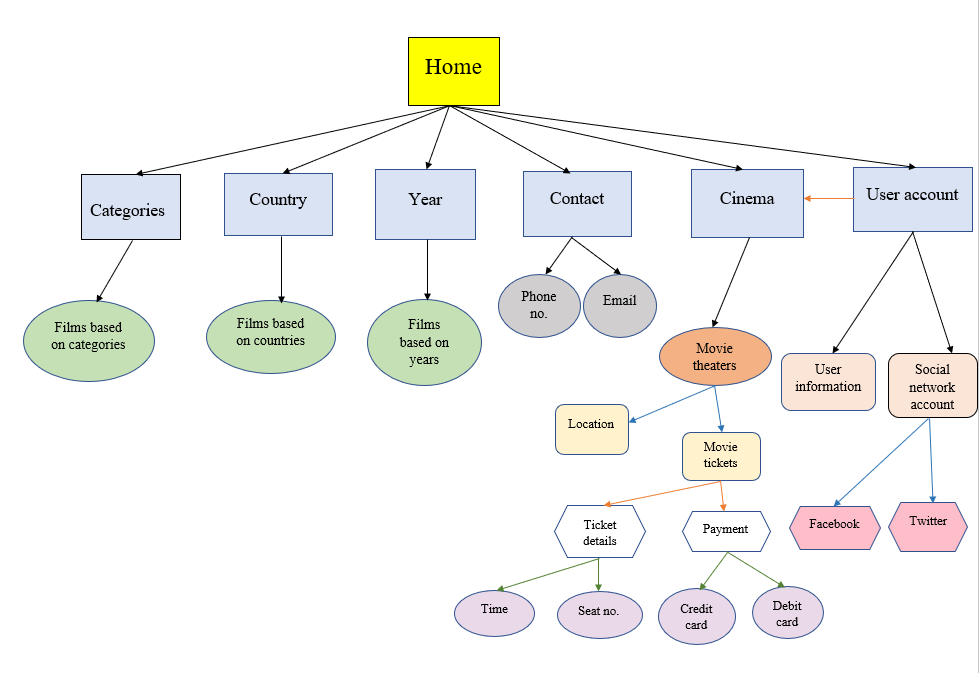 Home
Categories
Country
Year
Contact
Cinema
User account
Films based
on categories
Films based
on countries
Films
based on
years
Phone
no.
Email
Movie
theaters
User
information
Social
network
account
Location
Movie
tickets
Ticket
details
Payment
Facebook
Twitter
Time
Seat no.
Credit
card
Debit
card